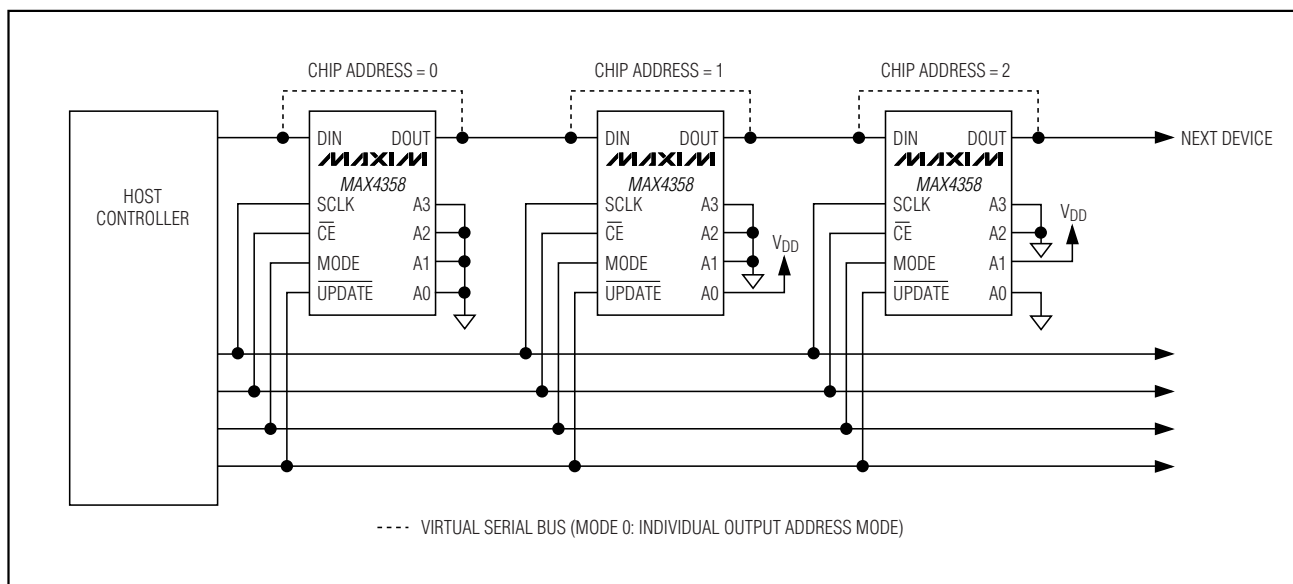 CHIP ADDRESS = 0
CHIP ADDRESS = 1
CHIP ADDRESS = 2
HOST
CONTROLLER
DIN DOUT
MAXIM
MAX4358
SCLK A3
CE A2
MODE A1
UPDATE A0
DIN DOUT
MAXIM
MAX4358
SCLK A3
CE A2
MODE A1
UPDATE A0
VDD
DIN DOUT
MAXIM
MAX4358
SCLK A3
CE A2
MODE A1
UPDATE A0
VDD
NEXT DEVICE
---- VIRTUAL SERIAL BUS (MODE 0: INDIVIDUAL OUTPUT ADDRESS MODE)